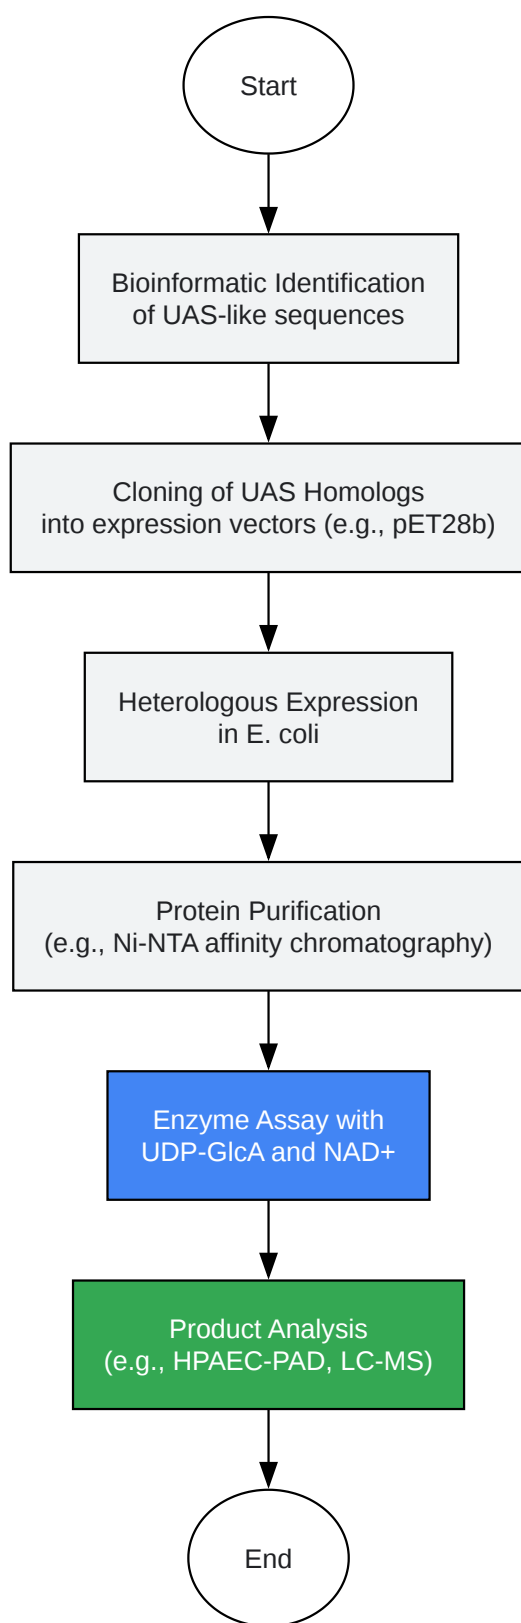 Start
Bioinformatic Identification
of UAS-like sequences
Cloning of UAS Homologs
into expression vectors (e.g., pET28b)
Heterologous Expression
in E. coli
Protein Purification
(e.g., Ni-NTA affinity chromatography)
Enzyme Assay with
UDP-GlcA and NAD+
Product Analysis
(e.g., HPAEC-PAD, LC-MS)
End